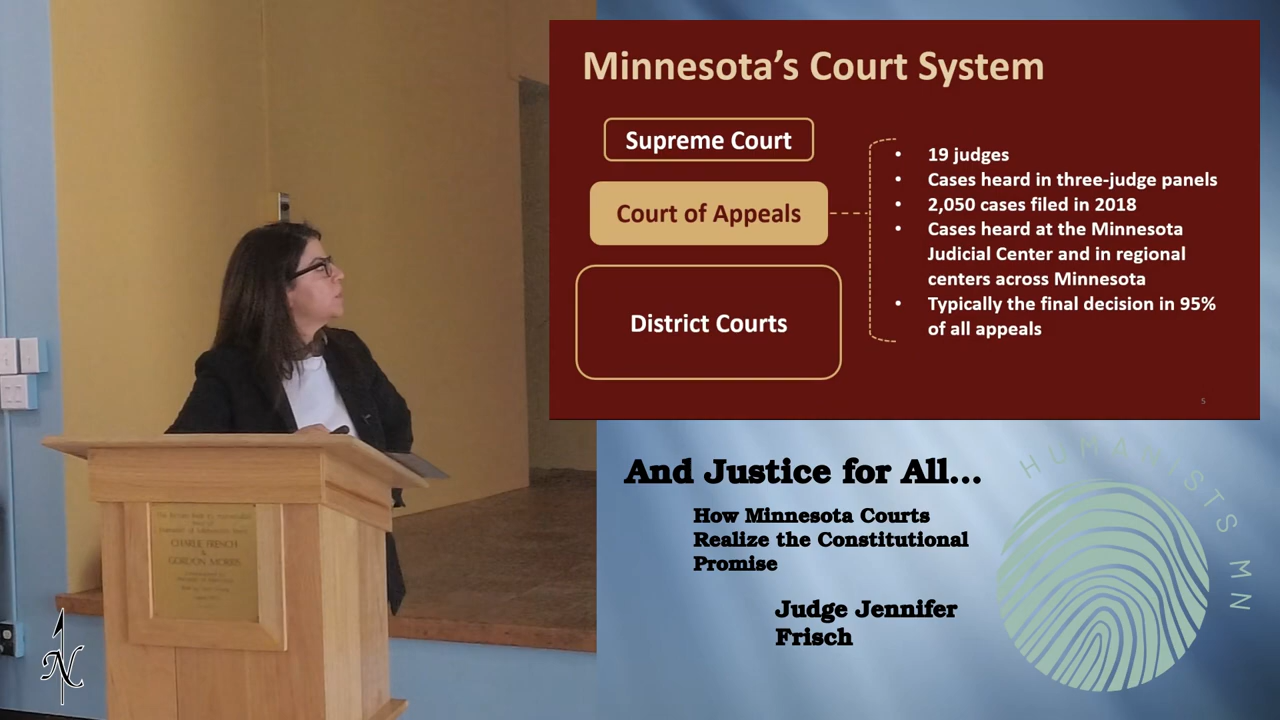 Minnesota's Court System
Supreme Court
Court of Appeals
District Courts
• 19 judges
• Cases heard in three-judge panels
• 2,050 cases filed in 2018
• Cases heard at the Minnesota
Judicial Center and in regional
centers across Minnesota
• Typically the final decision in 95%
of all appeals
5
And Justice for All...
How Minnesota Courts
Realize the Constitutional
Promise
Judge Jennifer
Frisch
HUMANISTS MN
CHARLIE FRENCH
&
GORDON MORRIS
N